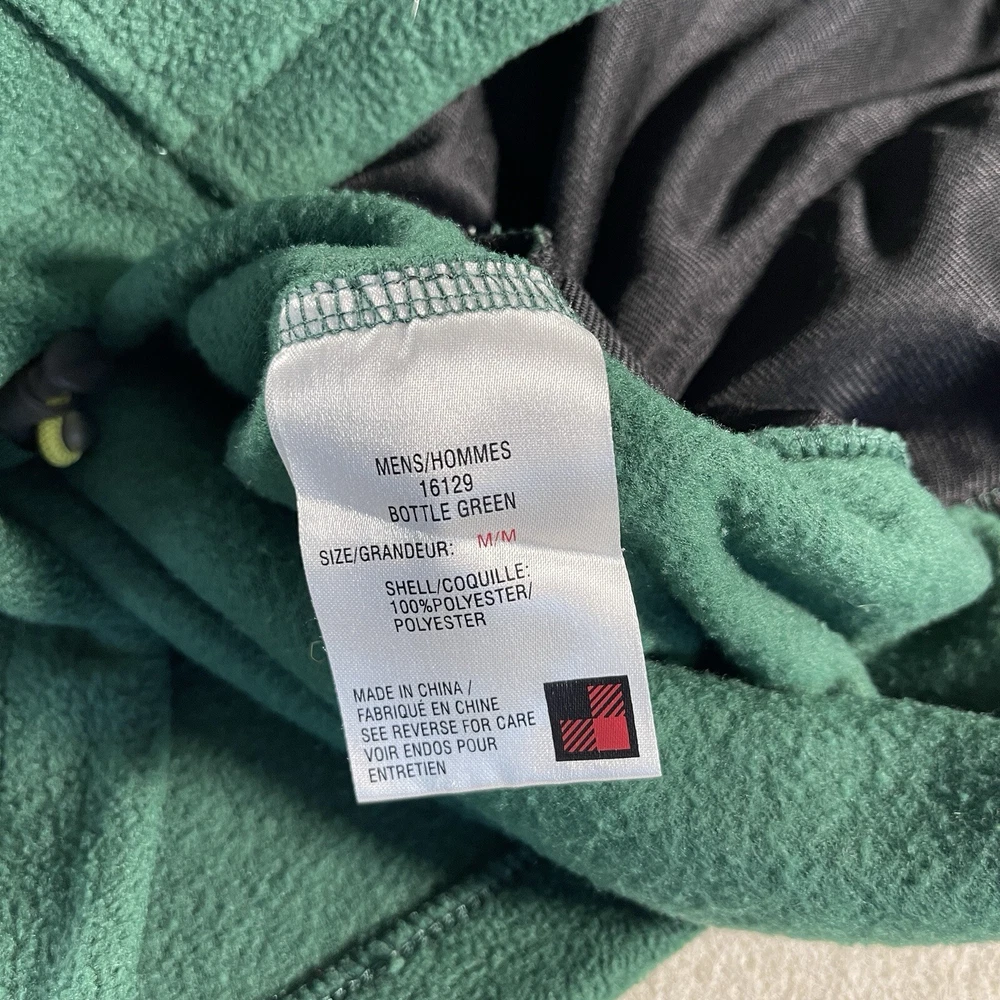 MENS/HOMMES
16129
BOTTLE GREEN
SIZE/GRANDEUR: M/M
SHELL/COQUILLE:
100%POLYESTER/
POLYESTER
MADE IN CHINA /
FABRIQUÉ EN CHINE
SEE REVERSE FOR CARE
VOIR ENDOS POUR
ENTRETIEN